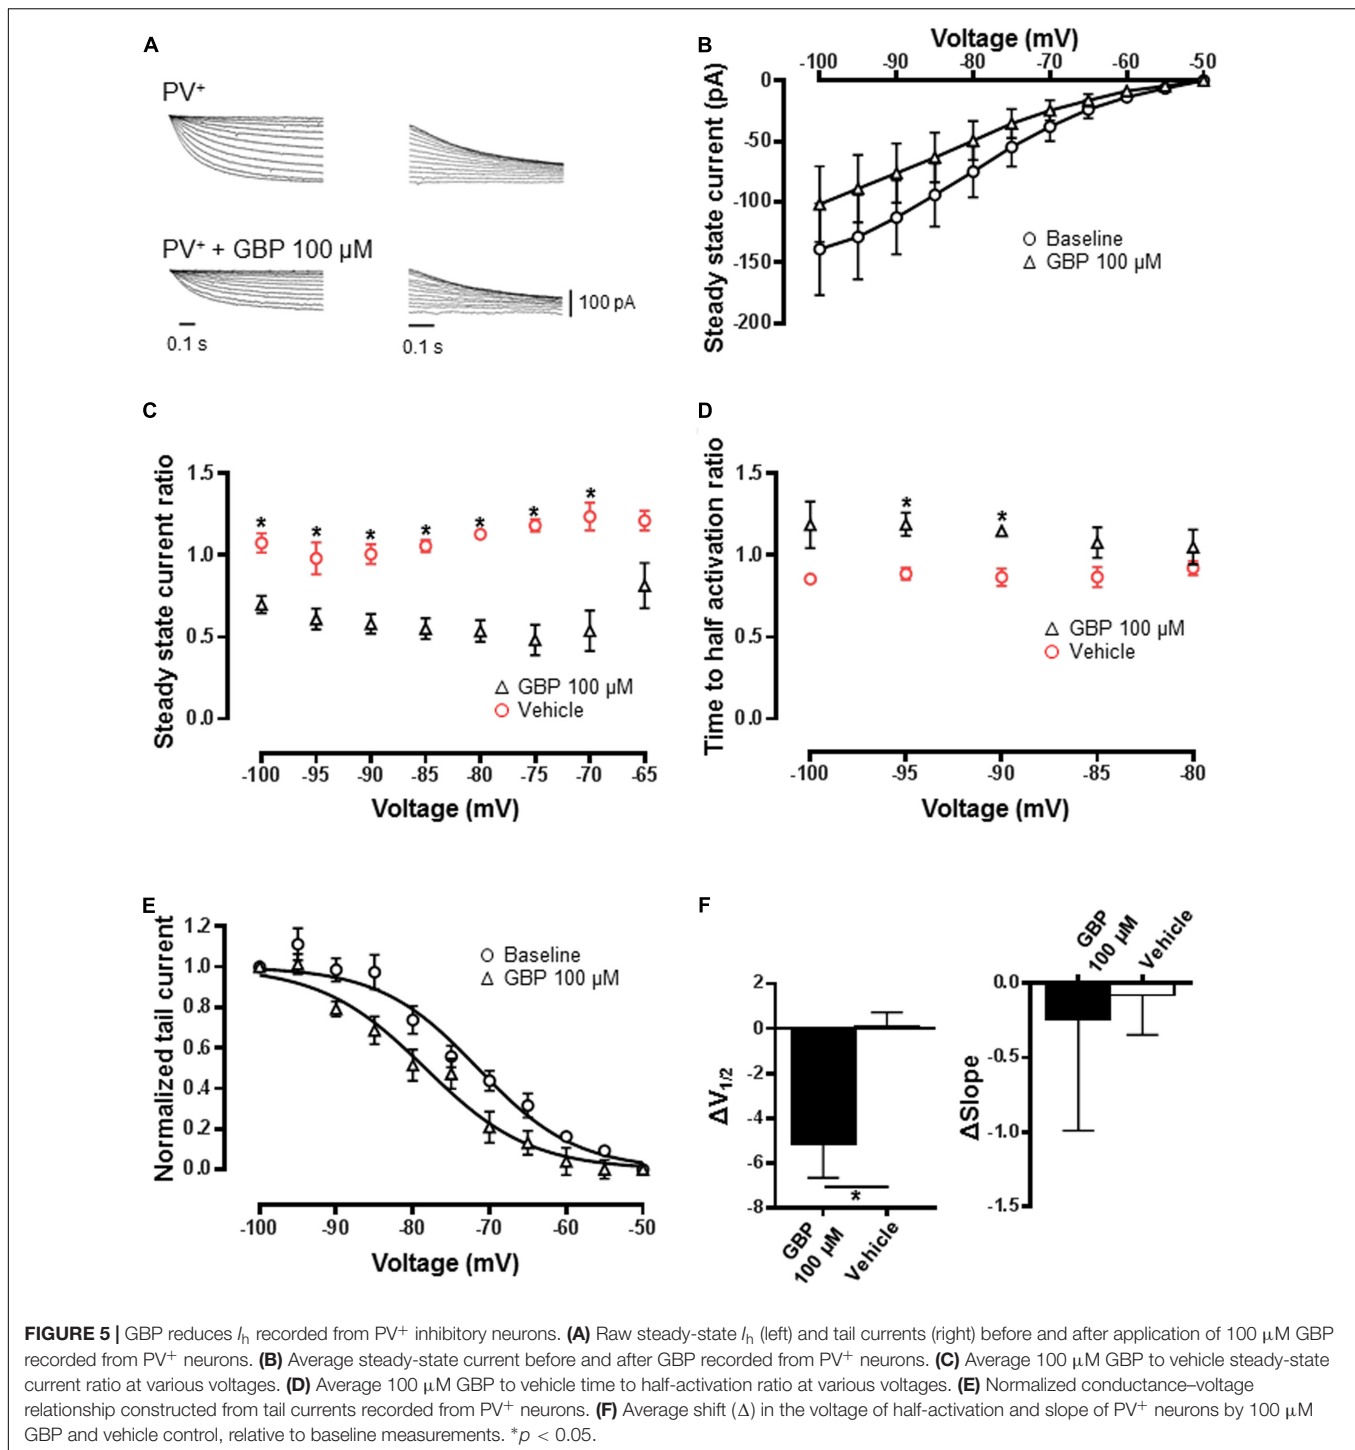 A
PV⁺
PV⁺ + GBP 100 µM
100 pA
0.1 s
0.1 s
B
Voltage (mV)
-100 -90 -80 -70 -60 -50
Steady state current (pA)
0
-50
-100
-150
-200
Baseline
GBP 100 µM
C
Steady state current ratio
1.5
1.0
0.5
0.0
* * * * * * *
GBP 100 µM
Vehicle
-100 -95 -90 -85 -80 -75 -70 -65
Voltage (mV)
D
Time to half activation ratio
1.5
1.0
0.5
0.0
* *
GBP 100 µM
Vehicle
-100 -95 -90 -85 -80
Voltage (mV)
E
Normalized tail current
1.2
1.0
0.8
0.6
0.4
0.2
0.0
Baseline
GBP 100 µM
-100 -90 -80 -70 -60 -50
Voltage (mV)
F
ΔV1/2
2
0
-2
-4
-6
-8
*
GBP
100 µM
Vehicle
GBP
100 µM
Vehicle
ΔSlope
0.0
-0.5
-1.0
-1.5
FIGURE 5 | GBP reduces Ih recorded from PV⁺ inhibitory neurons. (A) Raw steady-state Ih (left) and tail currents (right) before and after application of 100 µM GBP
recorded from PV⁺ neurons. (B) Average steady-state current before and after GBP recorded from PV⁺ neurons. (C) Average 100 µM GBP to vehicle steady-state
current ratio at various voltages. (D) Average 100 µM GBP to vehicle time to half-activation ratio at various voltages. (E) Normalized conductance–voltage
relationship constructed from tail currents recorded from PV⁺ neurons. (F) Average shift (Δ) in the voltage of half-activation and slope of PV⁺ neurons by 100 µM
GBP and vehicle control, relative to baseline measurements. *p < 0.05.